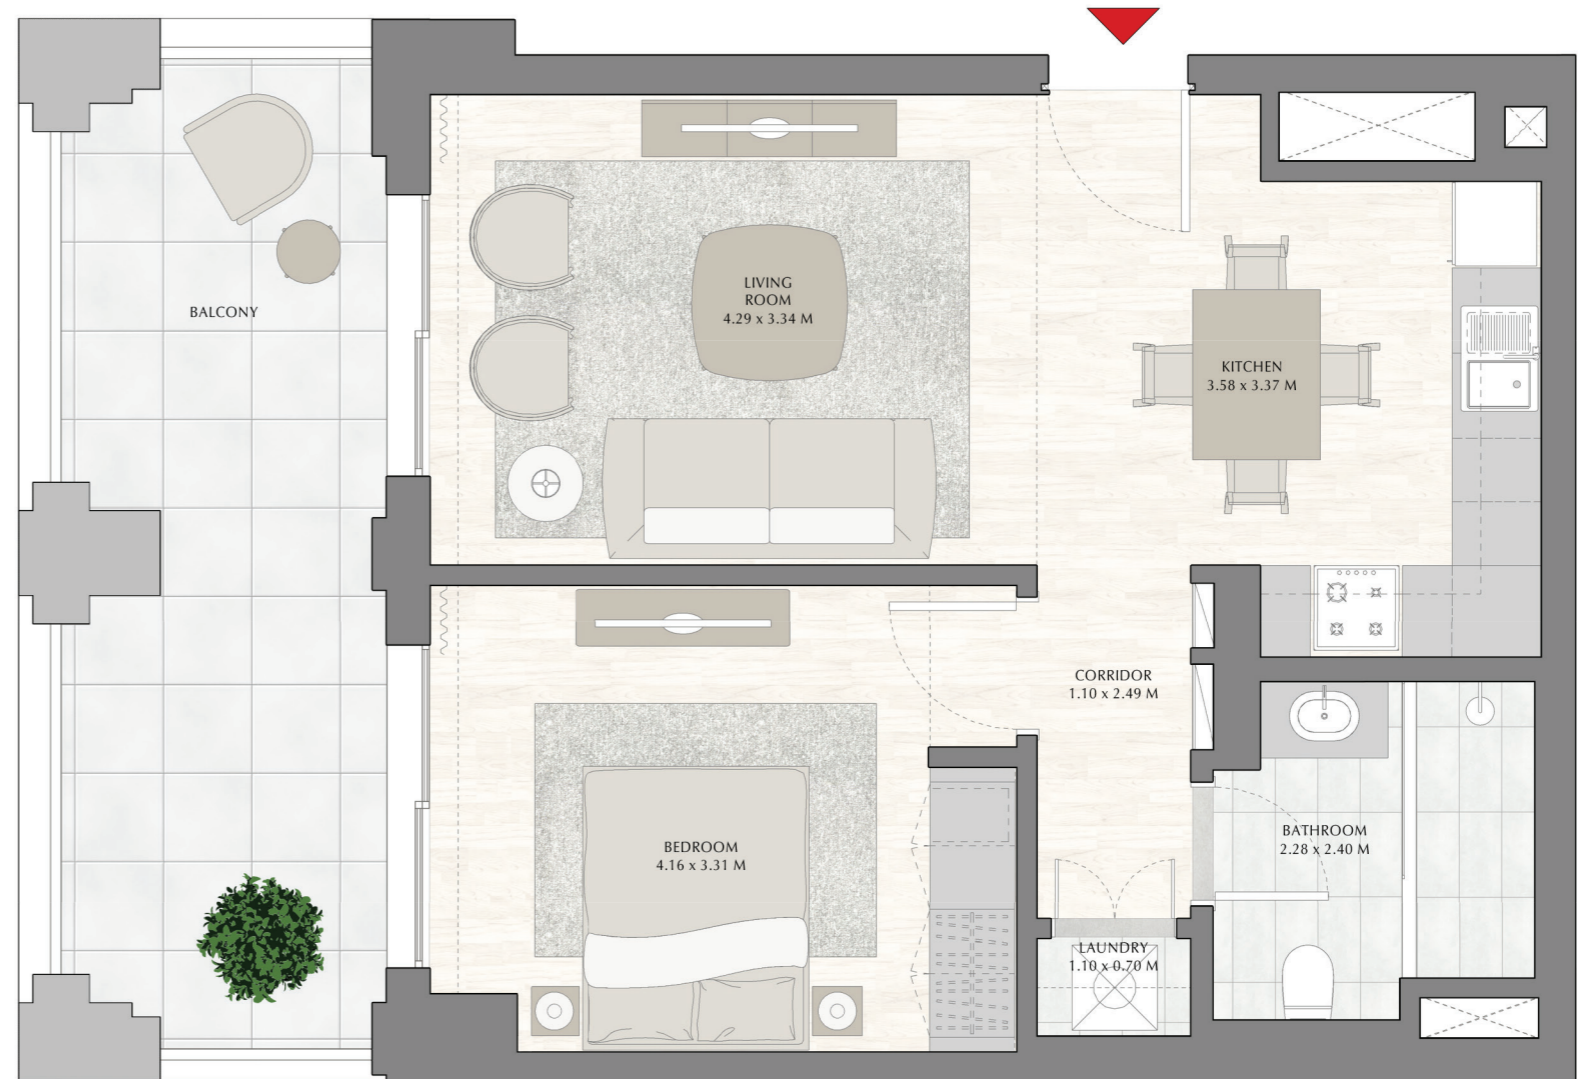 LIVING
ROOM
4.29 x 3.34 M
BALCONY
KITCHEN
3.58 x 3.37 M
CORRIDOR
1.10 x 2.49 M
BEDROOM
4.16 x 3.31 M
BATHROOM
2.28 x 2.40 M
LAUNDRY
1.10 x 0.70 M